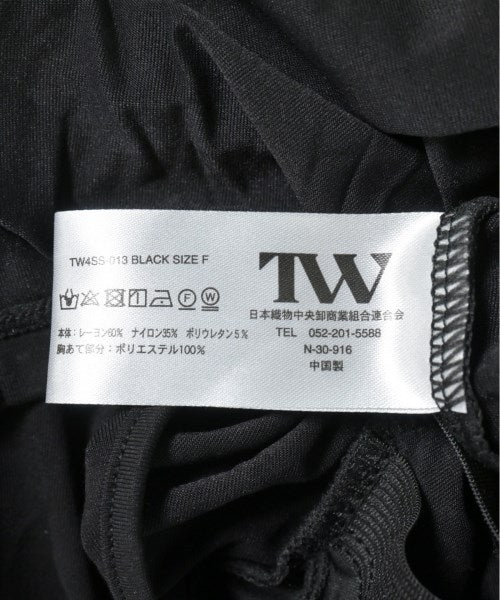 TW4SS-013 BLACK SIZE F
本体:レーヨン60% ナイロン35% ポリウレタン5%
胸あて部分:ポリエステル100%
TW
日本織物中央卸商業組合連合会
TEL 052-201-5588
N-30-916
中国製